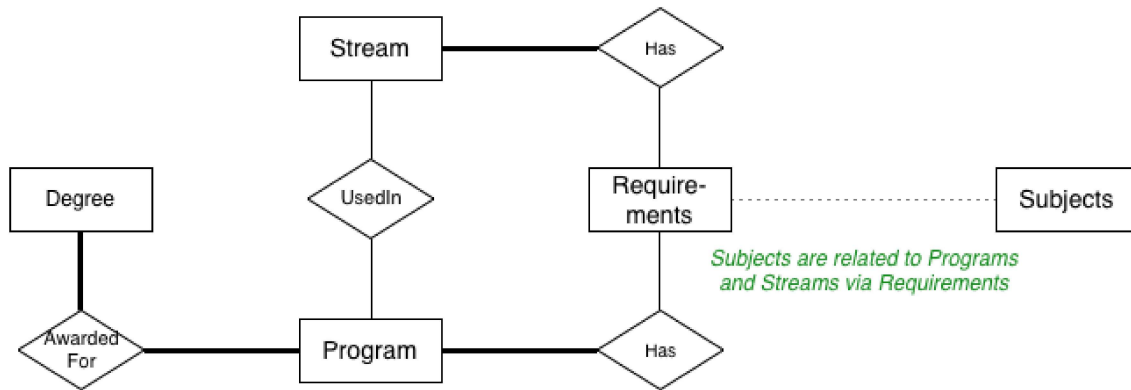 Stream
Has
Degree
UsedIn
Require-
ments
Subjects
Subjects are related to Programs
and Streams via Requirements
Awarded
For
Program
Has